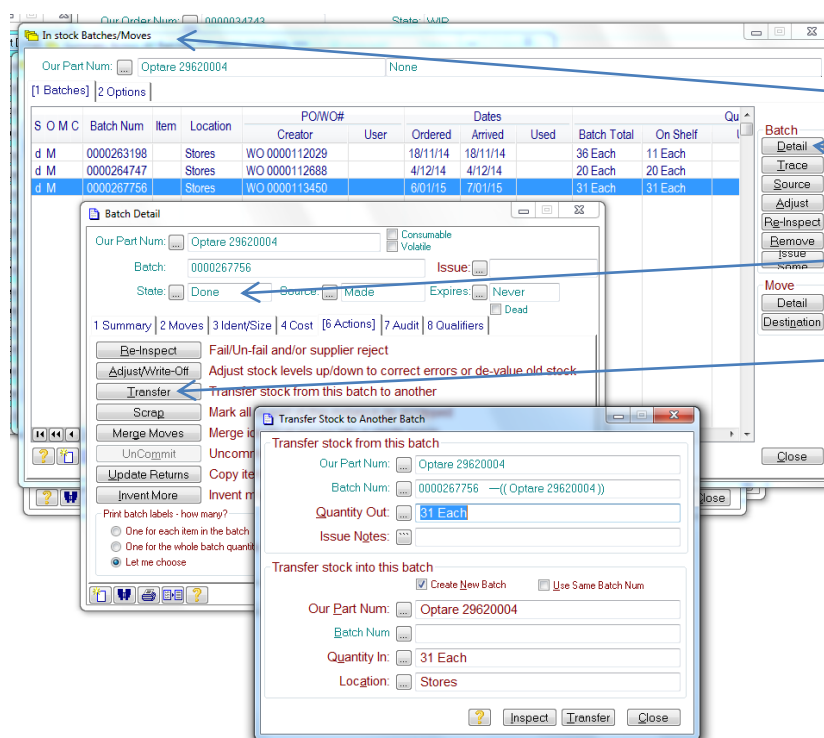 Our Order Num: ... 0000034743 State: WIP
In stock Batches/Moves
Our Part Num: ... Optare 29620004 None
[1 Batches] 2 Options
PO/WO# Dates Qu
S O M C Batch Num Item Location Creator User Ordered Arrived Used Batch Total On Shelf
d M 0000263198 Stores WO 0000112029 18/11/14 18/11/14 36 Each 11 Each
d M 0000264747 Stores WO 0000112688 4/12/14 4/12/14 20 Each 20 Each
d M 0000267756 Stores WO 0000113450 6/01/15 7/01/15 31 Each 31 Each
Batch
Detail
Trace
Source
Adjust
Re-Inspect
Remove
Issue
Some
Move
Detail
Destination
Close
Batch Detail
Our Part Num: ... Optare 29620004 Consumable
Volatile
Batch: 0000267756 Issue: ...
State: ... Done Source: ... Made Expires: ... Never
Dead
1 Summary 2 Moves 3 Ident/Size 4 Cost [6 Actions] 7 Audit 8 Qualifiers
Re-Inspect Fail/Un-fail and/or supplier reject
Adjust/Write-Off Adjust stock levels up/down to correct errors or de-value old stock
Transfer Transfer stock from this batch to another
Scrap Mark all
Merge Moves Merge
UnCommit Uncomm
Update Returns Copy ite
Invent More Invent m
Print batch labels - how many?
One for each item in the batch
One for the whole batch quantit
Let me choose
Close
Transfer Stock to Another Batch
Transfer stock from this batch
Our Part Num: ... Optare 29620004
Batch Num: ... 0000267756 —(( Optare 29620004 ))
Quantity Out: ... 31 Each
Issue Notes: ...
Transfer stock into this batch
Create New Batch Use Same Batch Num
Our Part Num: ... Optare 29620004
Batch Num ...
Quantity In: ... 31 Each
Location: ... Stores
? Inspect Transfer Close